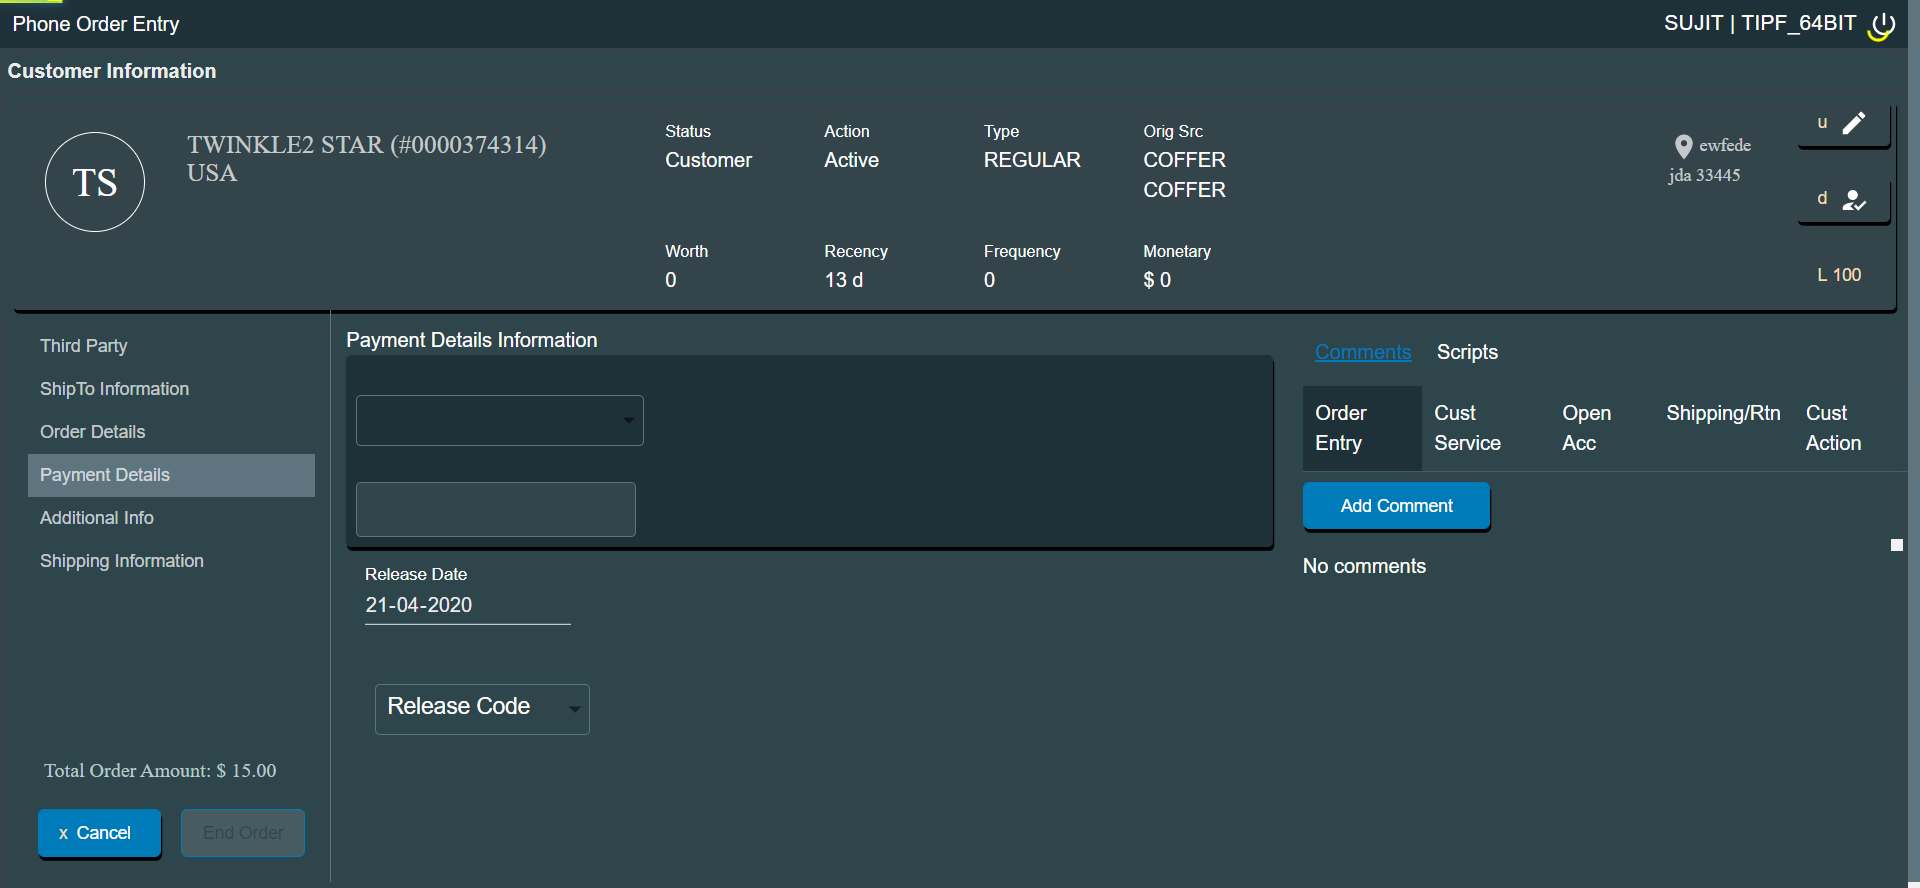 Phone Order Entry
SUJIT | TIPF_64BIT
Customer Information
TS
TWINKLE2 STAR (#0000374314)
USA
Status
Customer
Action
Active
Type
REGULAR
Orig Src
COFFER
COFFER
Worth
0
Recency
13 d
Frequency
0
Monetary
$ 0
ewfede
jda 33445
u
d
L 100
Third Party
ShipTo Information
Order Details
Payment Details
Additional Info
Shipping Information
Total Order Amount: $ 15.00
x Cancel
End Order
Payment Details Information
Release Date
21-04-2020
Release Code
Comments
Scripts
Order
Entry
Cust
Service
Open
Acc
Shipping/Rtn
Cust
Action
Add Comment
No comments